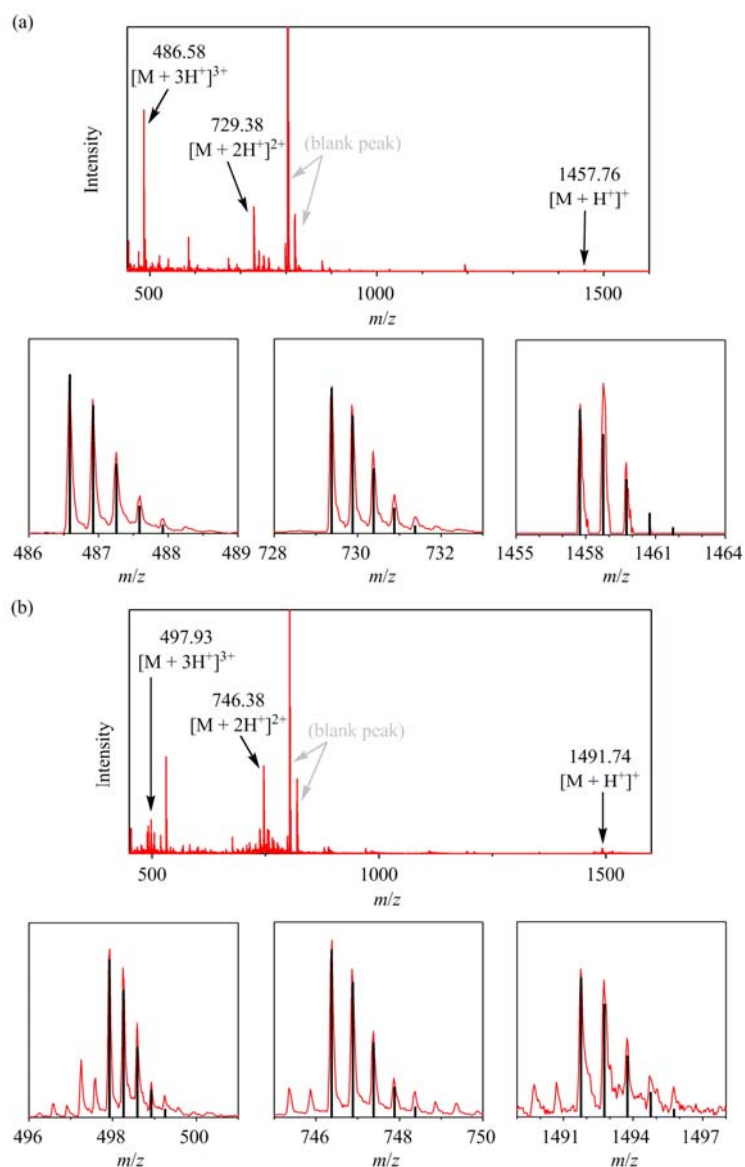 (a)
486.58
[M + 3H⁺]³⁺
729.38
[M + 2H⁺]²⁺
(blank peak)
1457.76
[M + H⁺]⁺
Intensity
500 1000 1500
m/z
486 487 488 489
m/z
728 730 732
m/z
1455 1458 1461 1464
m/z
(b)
497.93
[M + 3H⁺]³⁺
746.38
[M + 2H⁺]²⁺
(blank peak)
1491.74
[M + H⁺]⁺
Intensity
500 1000 1500
m/z
496 498 500
m/z
746 748 750
m/z
1491 1494 1497
m/z